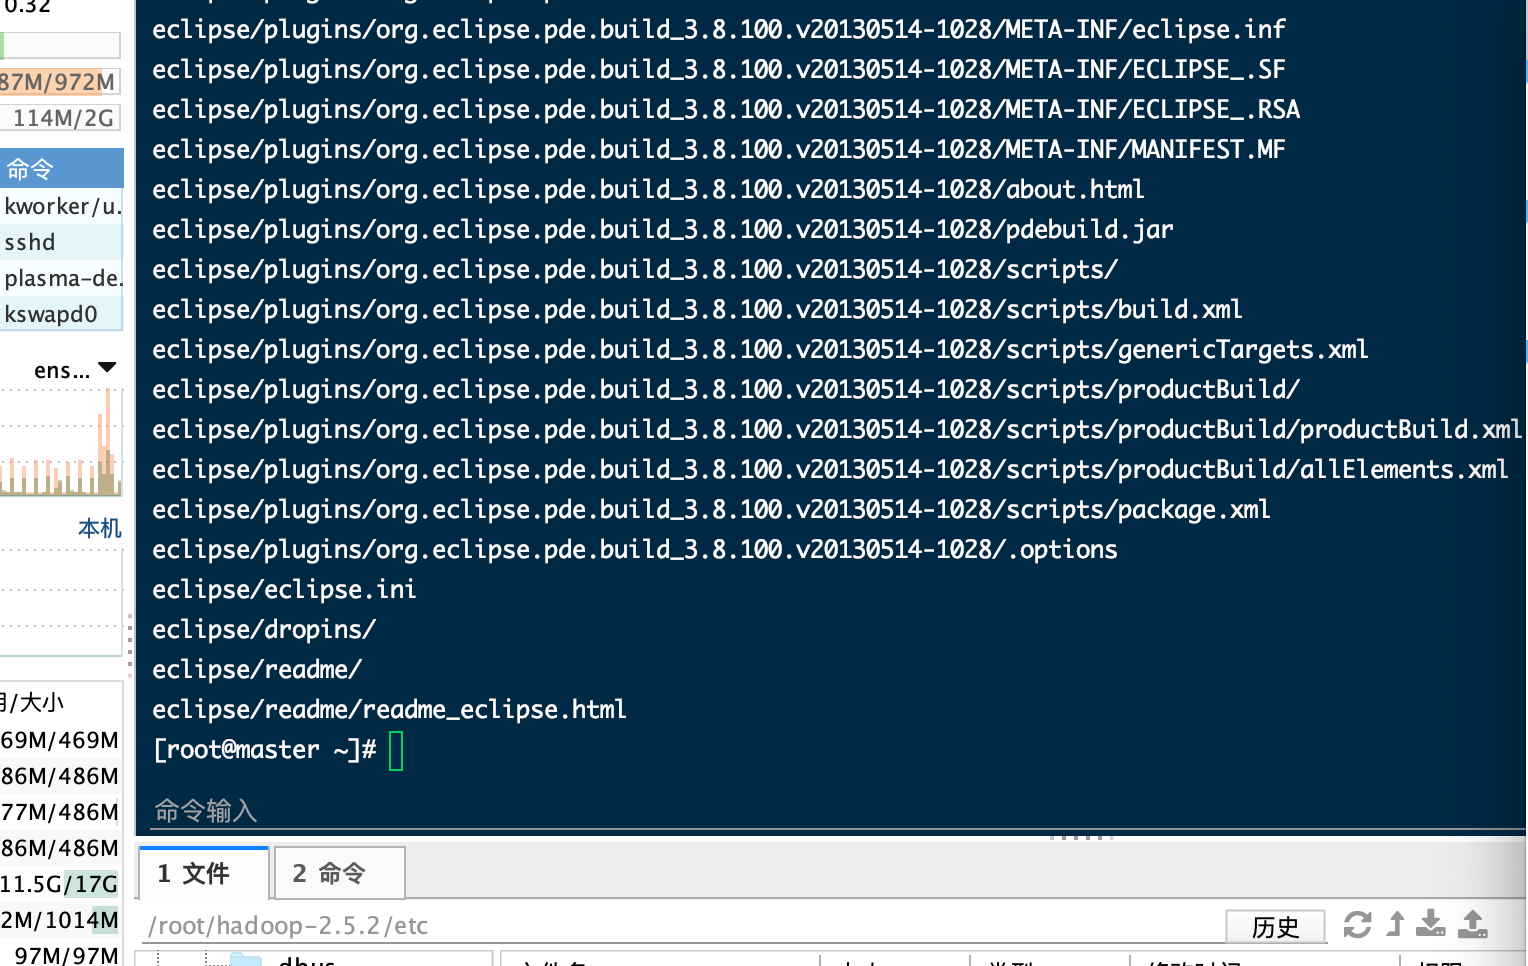 0.32
87M/972M
114M/2G
命令
kworker/u.
sshd
plasma-de.
kswapd0
ens...
本机
/大小
69M/469M
86M/486M
77M/486M
86M/486M
11.5G/17G
2M/1014M
97M/97M
eclipse/plugins/org.eclipse.pde.build_3.8.100.v20130514-1028/META-INF/eclipse.inf
eclipse/plugins/org.eclipse.pde.build_3.8.100.v20130514-1028/META-INF/ECLIPSE_.SF
eclipse/plugins/org.eclipse.pde.build_3.8.100.v20130514-1028/META-INF/ECLIPSE_.RSA
eclipse/plugins/org.eclipse.pde.build_3.8.100.v20130514-1028/META-INF/MANIFEST.MF
eclipse/plugins/org.eclipse.pde.build_3.8.100.v20130514-1028/about.html
eclipse/plugins/org.eclipse.pde.build_3.8.100.v20130514-1028/pdebuild.jar
eclipse/plugins/org.eclipse.pde.build_3.8.100.v20130514-1028/scripts/
eclipse/plugins/org.eclipse.pde.build_3.8.100.v20130514-1028/scripts/build.xml
eclipse/plugins/org.eclipse.pde.build_3.8.100.v20130514-1028/scripts/genericTargets.xml
eclipse/plugins/org.eclipse.pde.build_3.8.100.v20130514-1028/scripts/productBuild/
eclipse/plugins/org.eclipse.pde.build_3.8.100.v20130514-1028/scripts/productBuild/productBuild.xml
eclipse/plugins/org.eclipse.pde.build_3.8.100.v20130514-1028/scripts/productBuild/allElements.xml
eclipse/plugins/org.eclipse.pde.build_3.8.100.v20130514-1028/scripts/package.xml
eclipse/plugins/org.eclipse.pde.build_3.8.100.v20130514-1028/.options
eclipse/eclipse.ini
eclipse/dropins/
eclipse/readme/
eclipse/readme/readme_eclipse.html
[root@master ~]#
命令输入
1 文件
2 命令
/root/hadoop-2.5.2/etc
历史